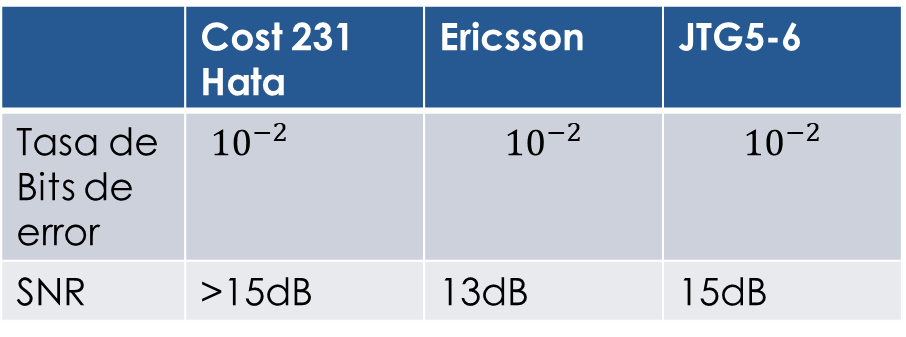 Cost 231 Hata Ericsson JTG5-6
Tasa de Bits de error 10⁻² 10⁻² 10⁻²
SNR >15dB 13dB 15dB